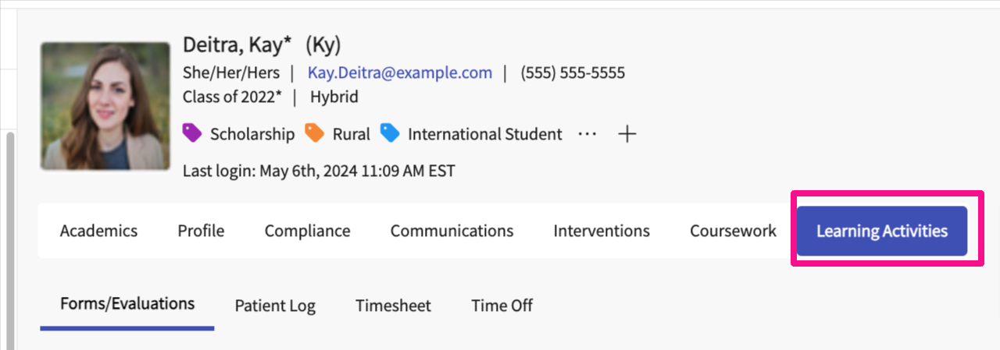 Deitra, Kay* (Ky)
She/Her/Hers | Kay.Deitra@example.com | (555) 555-5555
Class of 2022* | Hybrid
Scholarship Rural International Student ··· +
Last login: May 6th, 2024 11:09 AM EST
Academics Profile Compliance Communications Interventions Coursework Learning Activities
Forms/Evaluations Patient Log Timesheet Time Off